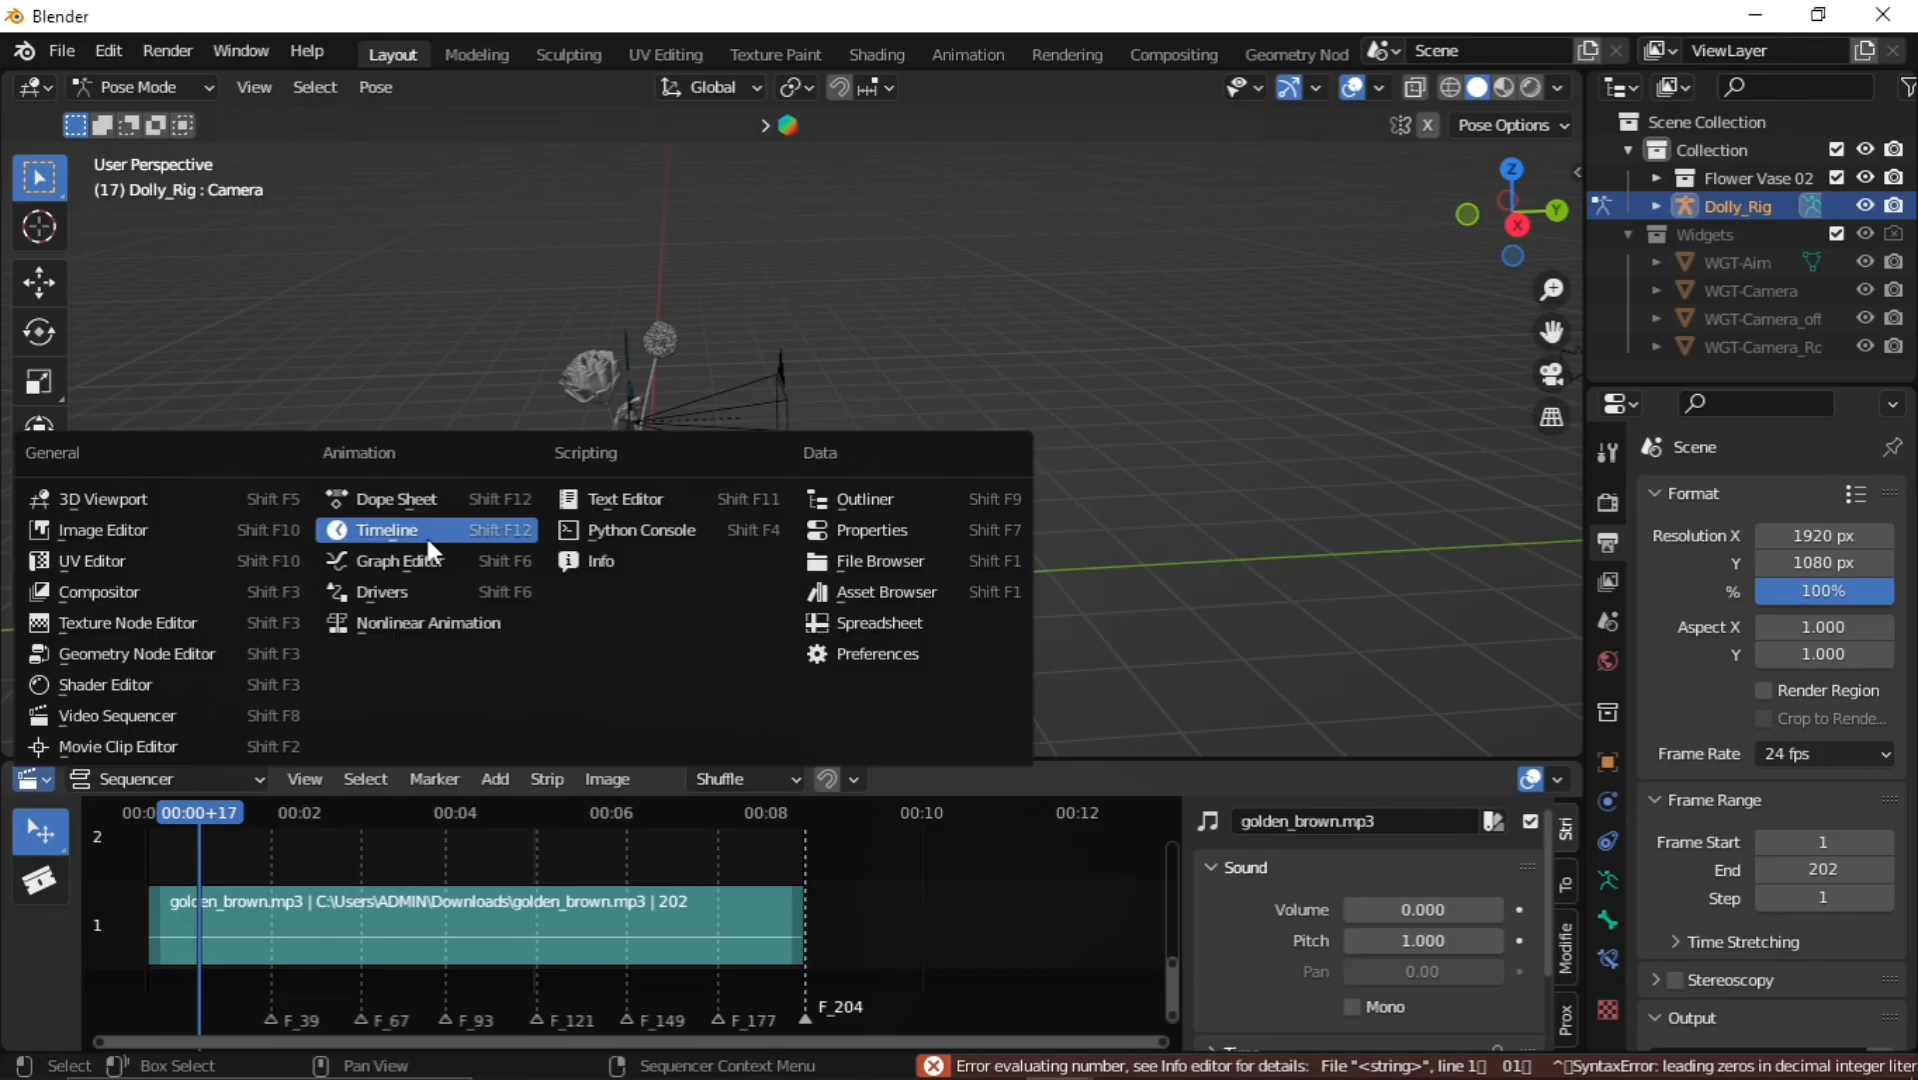 Blender
File Edit Render Window Help Layout Modeling Sculpting UV Editing Texture Paint Shading Animation Rendering Compositing Geometry Nod Scene ViewLayer
Pose Mode View Select Pose Global
X Pose Options
User Perspective
(17) Dolly_Rig : Camera
Z
Y
X
Scene Collection
Collection
Flower Vase 02
Dolly_Rig
Widgets
WGT-Aim
WGT-Camera
WGT-Camera_off
WGT-Camera_Rc
General Animation Scripting Data
3D Viewport Shift F5 Dope Sheet Shift F12 Text Editor Shift F11 Outliner Shift F9
Image Editor Shift F10 Timeline Shift F12 Python Console Shift F4 Properties Shift F7
UV Editor Shift F10 Graph Editor Shift F6 Info File Browser Shift F1
Compositor Shift F3 Drivers Shift F6 Asset Browser Shift F1
Texture Node Editor Shift F3 Nonlinear Animation Spreadsheet
Geometry Node Editor Shift F3 Preferences
Shader Editor Shift F3
Video Sequencer Shift F8
Movie Clip Editor Shift F2
Scene
Format
Resolution X 1920 px
Y 1080 px
% 100%
Aspect X 1.000
Y 1.000
Render Region
Crop to Rende...
Frame Rate 24 fps
Frame Range
Frame Start 1
End 202
Step 1
Time Stretching
Stereoscopy
Output
Sequencer View Select Marker Add Strip Image Shuffle
00:0 00:00+17 00:02 00:04 00:06 00:08 00:10 00:12
2
golden_brown.mp3 | C:\Users\ADMIN\Downloads\golden_brown.mp3 | 202
1
F_39 F_67 F_93 F_121 F_149 F_177 F_204
golden_brown.mp3
Sound
Volume 0.000
Pitch 1.000
Pan 0.00
Mono
Stri
To
Modifie
Prox
Select Box Select Pan View Sequencer Context Menu Error evaluating number, see Info editor for details: File "<string>", line 1 01 ^ SyntaxError: leading zeros in decimal integer liter